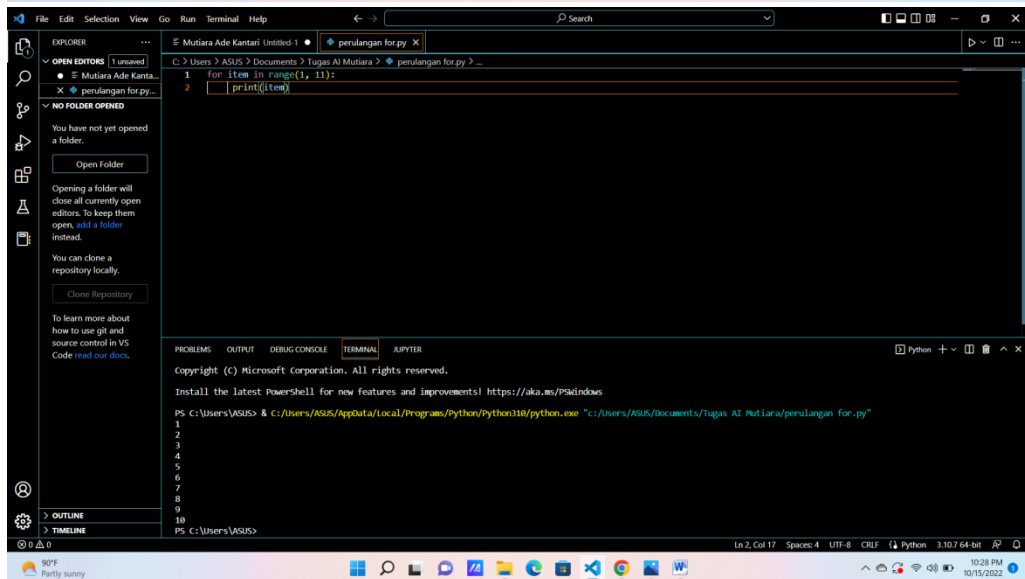 File Edit Selection View Go Run Terminal Help
Search
EXPLORER
OPEN EDITORS 1 unsaved
Mutiara Ade Kanta...
perulangan for.py...
NO FOLDER OPENED
You have not yet opened
a folder.
Open Folder
Opening a folder will
close all currently open
editors. To keep them
open, add a folder
instead.
You can clone a
repository locally.
Clone Repository
To learn more about
how to use git and
source control in VS
Code read our docs.
OUTLINE
TIMELINE
Mutiara Ade Kantari Untitled-1
perulangan for.py
C: > Users > ASUS > Documents > Tugas AI Mutiara > perulangan for.py > ...
1 for item in range(1, 11):
2 print(item)
PROBLEMS OUTPUT DEBUG CONSOLE TERMINAL JUPYTER
Python
Copyright (C) Microsoft Corporation. All rights reserved.
Install the latest PowerShell for new features and improvements! https://aka.ms/PSWindows
PS C:\Users\ASUS> & C:/Users/ASUS/AppData/Local/Programs/Python/Python310/python.exe "c:/Users/ASUS/Documents/Tugas AI Mutiara/perulangan for.py"
1
2
3
4
5
6
7
8
9
10
PS C:\Users\ASUS>
0 0
Ln 2, Col 17 Spaces: 4 UTF-8 CRLF Python 3.10.7 64-bit
90°F
Partly sunny
10:28 PM
10/15/2022